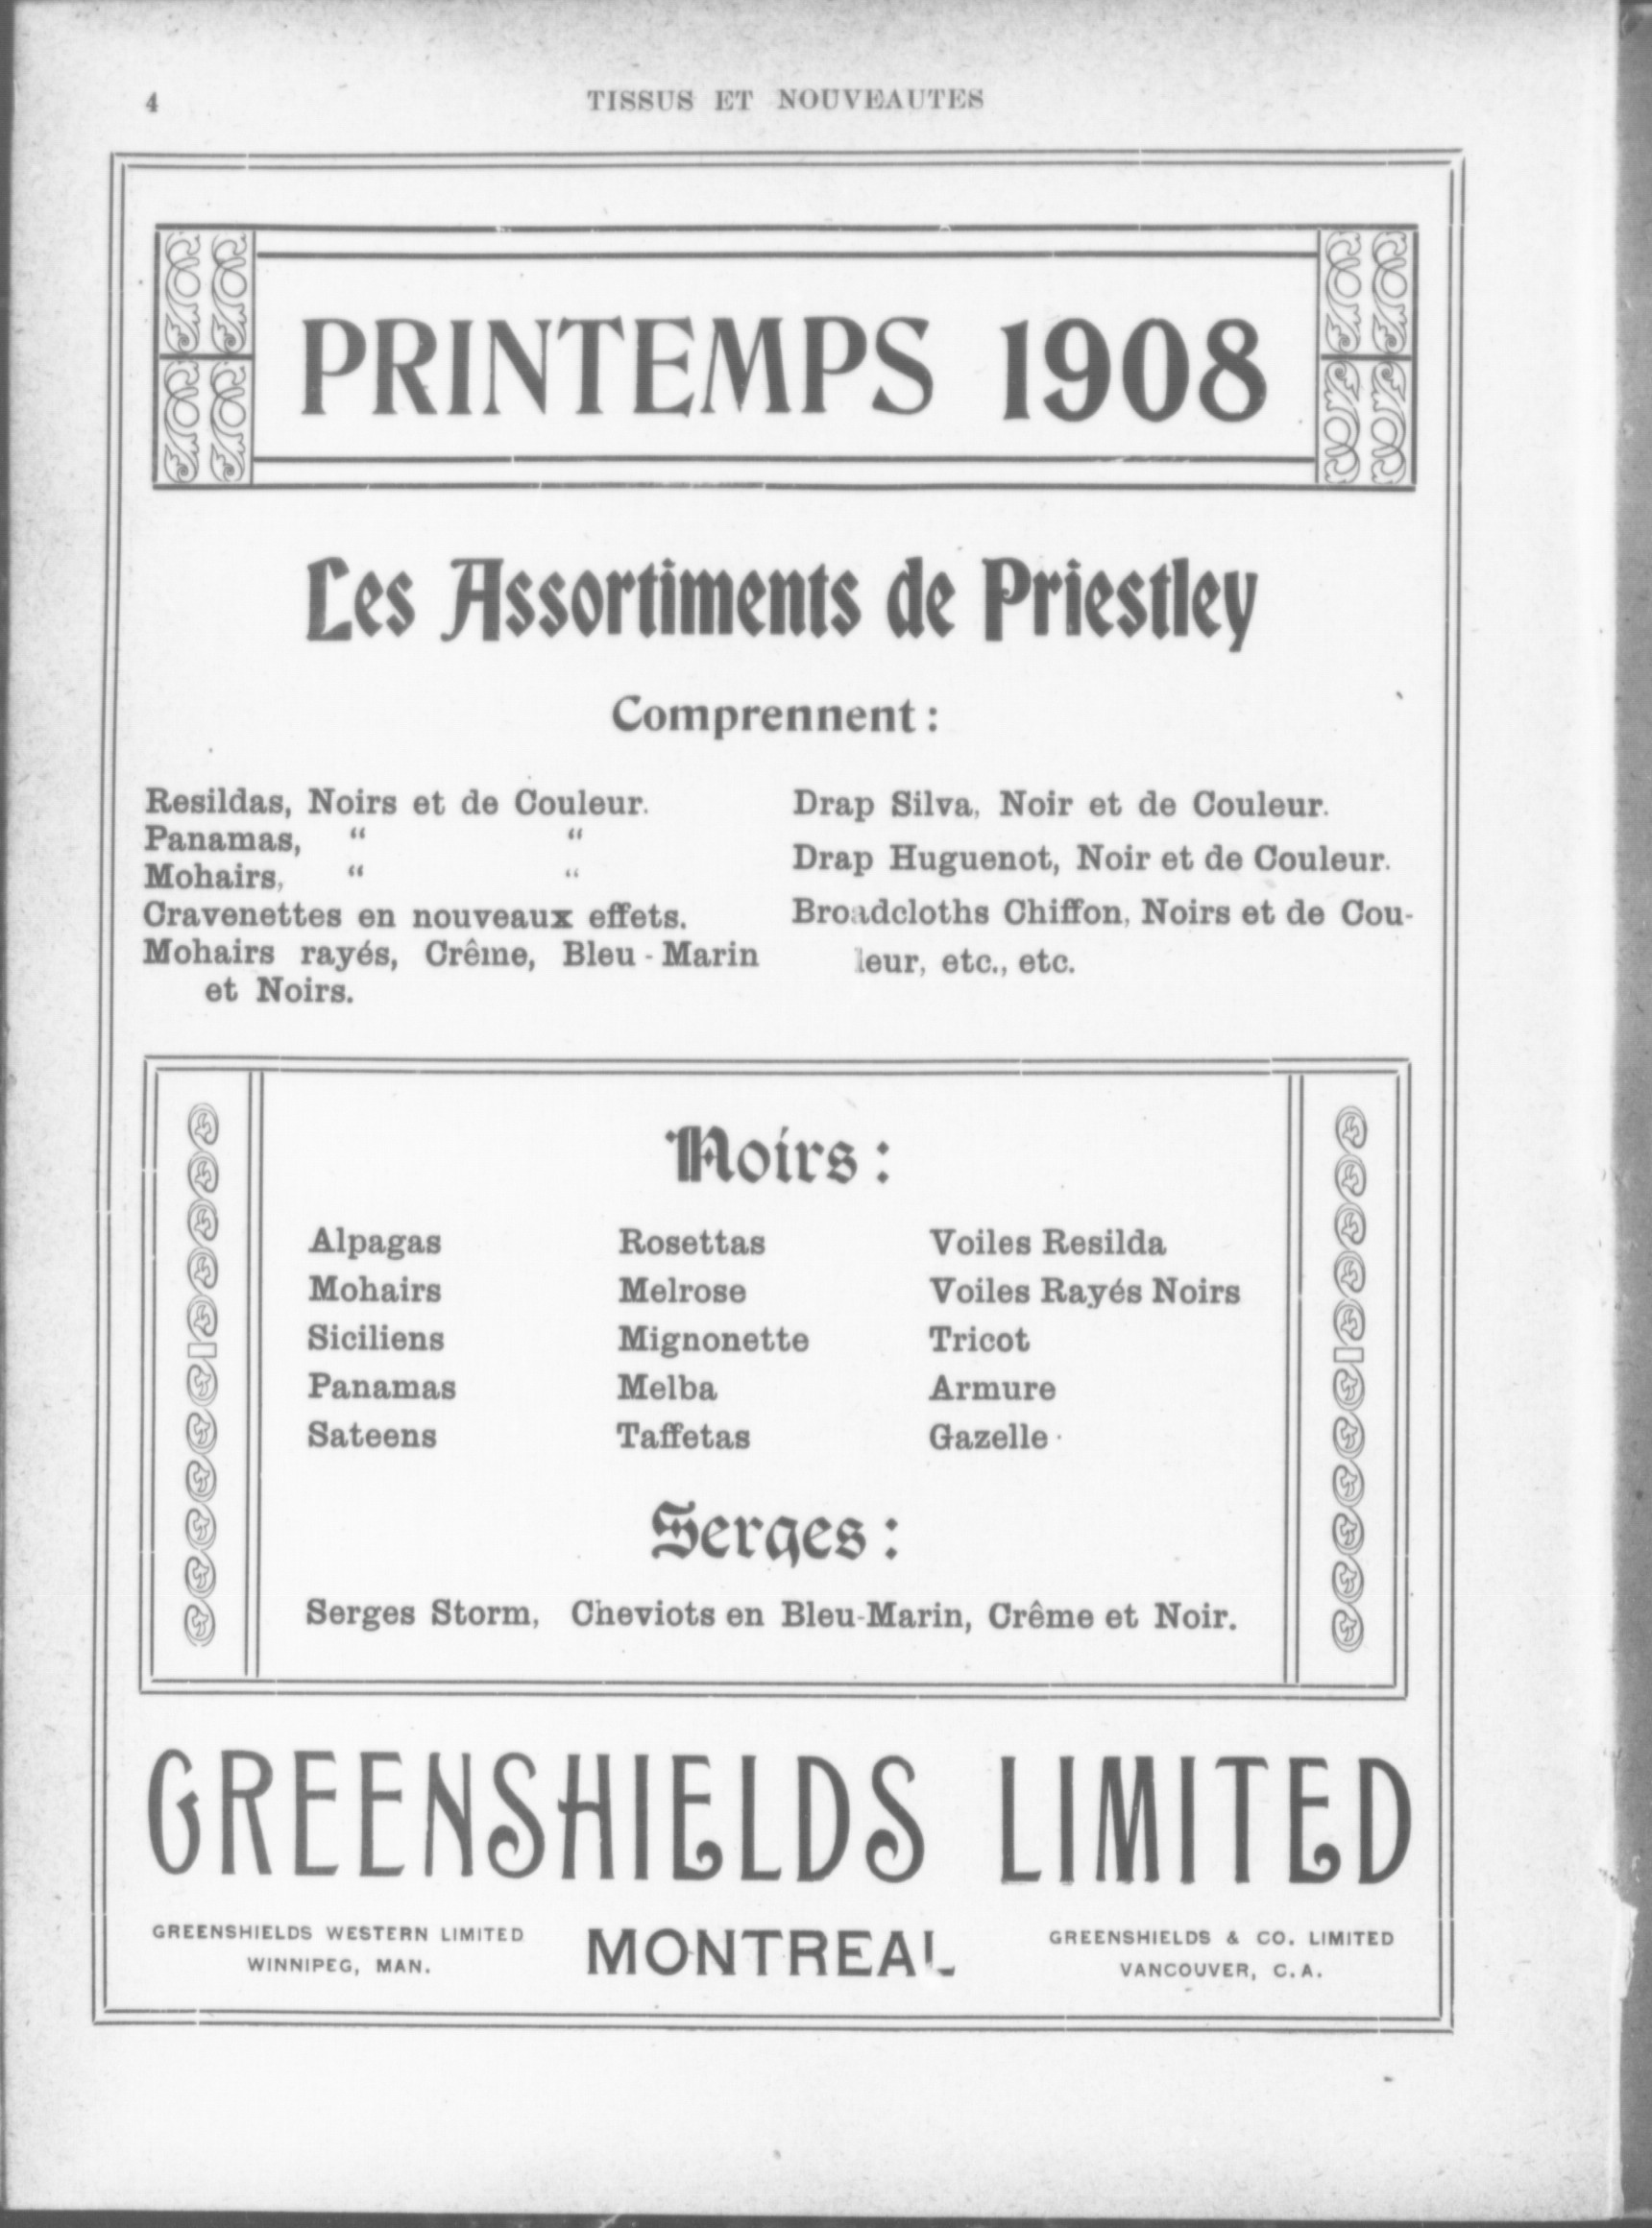 4
TISSUS ET NOUVEAUTES
PRINTEMPS 1908
Les Assortiments de Priestley
Comprennent :
Resildas, Noirs et de Couleur.
Panamas, “ “
Mohairs, “ “
Cravenettes en nouveaux effets.
Mohairs rayés, Crême, Bleu - Marin
et Noirs.
Drap Silva, Noir et de Couleur.
Drap Huguenot, Noir et de Couleur.
Broadcloths Chiffon, Noirs et de Cou-
leur, etc., etc.
Noirs :
Alpagas
Mohairs
Siciliens
Panamas
Sateens
Rosettas
Melrose
Mignonette
Melba
Taffetas
Voiles Resilda
Voiles Rayés Noirs
Tricot
Armure
Gazelle
Serges :
Serges Storm, Cheviots en Bleu-Marin, Crême et Noir.
GREENSHIELDS LIMITED
GREENSHIELDS WESTERN LIMITED
WINNIPEG, MAN.
MONTREAL
GREENSHIELDS & CO. LIMITED
VANCOUVER, C.A.